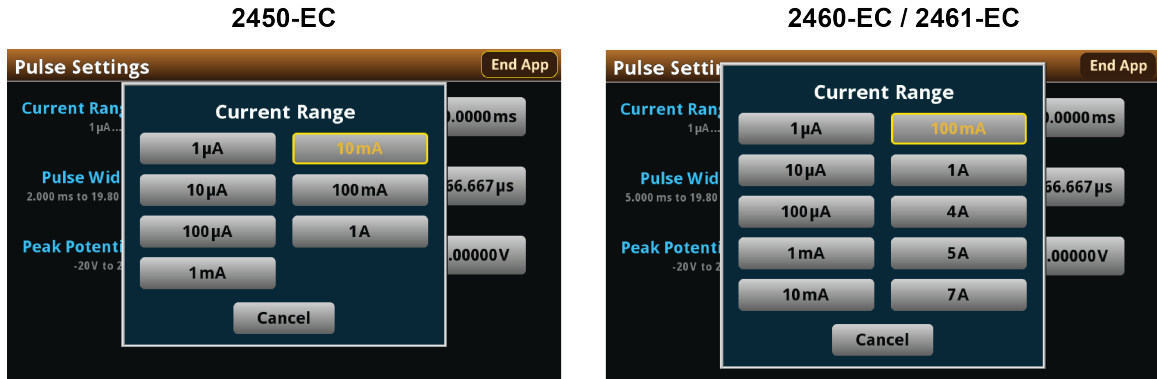 2450-EC
2460-EC / 2461-EC
Pulse Settings
End App
Current Rang
1µA...
0.0000ms
Pulse Wid
2.000 ms to 19.80
66.667µs
Peak Potenti
-20V to 2
.00000V
Current Range
1µA
10mA
10µA
100mA
100µA
1A
1mA
Cancel
Pulse Settin
End App
Current Rang
1µA...
0.0000ms
Pulse Wid
5.000 ms to 19.80
66.667µs
Peak Potenti
-20V to 2
.00000V
Current Range
1µA
100mA
10µA
1A
100µA
4A
1mA
5A
10mA
7A
Cancel